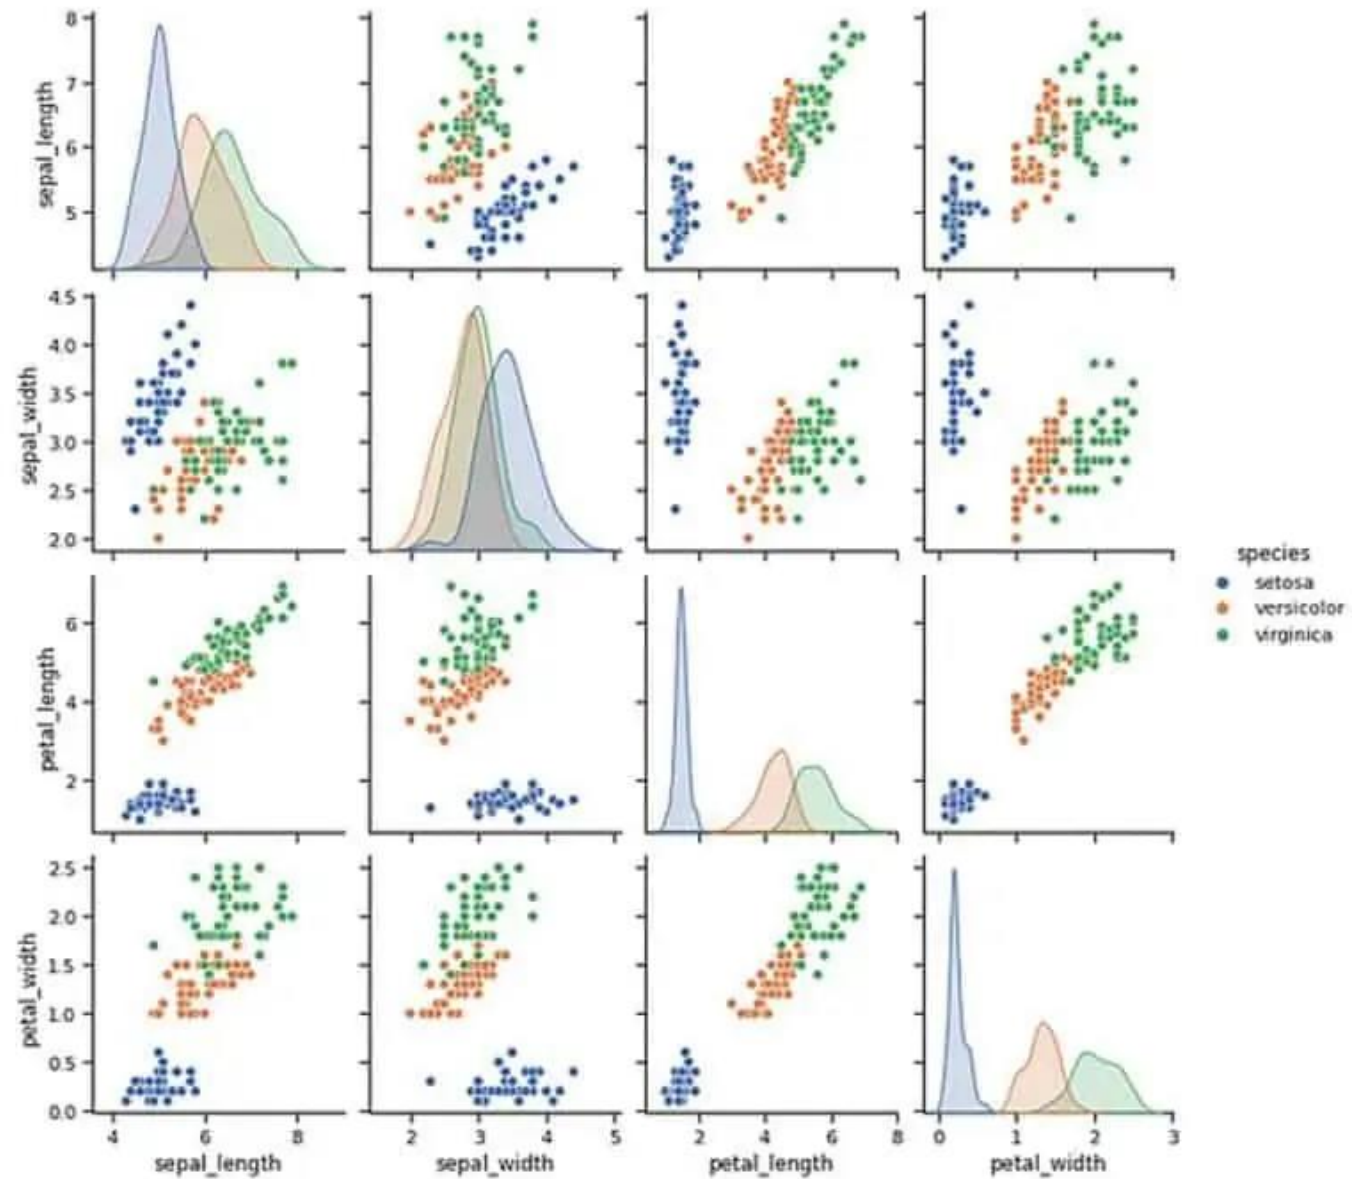 8
7
6
5
sepal_length
4.5
4.0
3.5
3.0
2.5
2.0
sepal_width
species
setosa
versicolor
virginica
6
4
2
petal_length
2.5
2.0
1.5
1.0
0.5
0.0
petal_width
4 6 8 2 3 4 5 2 4 6 8 0 1 2 3
sepal_length sepal_width petal_length petal_width